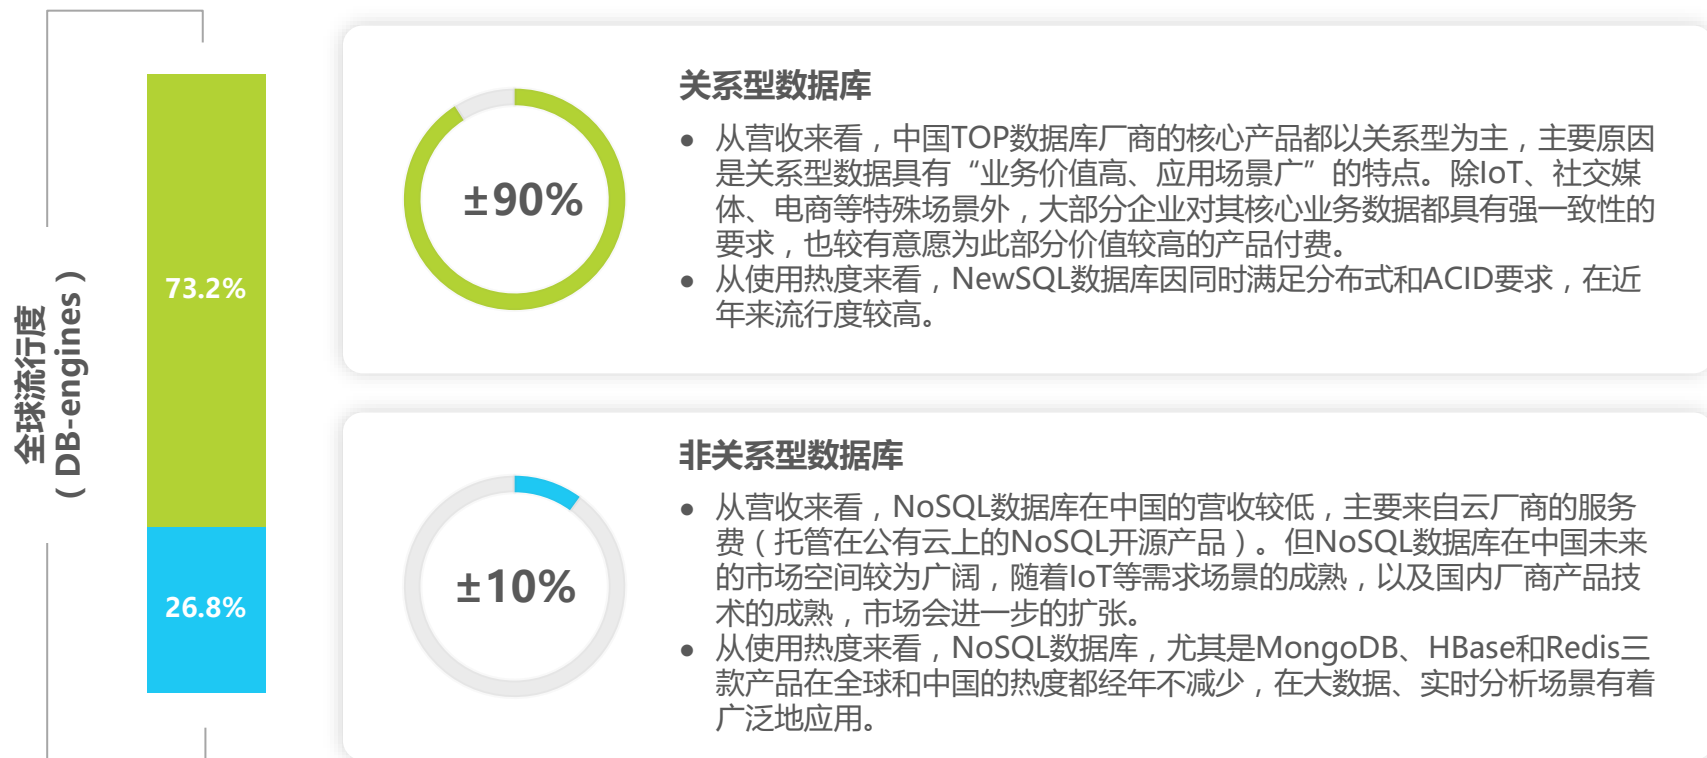 全球流行度
（DB-engines）
73.2%
26.8%
±90%
关系型数据库
● 从营收来看，中国TOP数据库厂商的核心产品都以关系型为主，主要原因
是关系型数据具有“业务价值高、应用场景广”的特点。除IoT、社交媒
体、电商等特殊场景外，大部分企业对其核心业务数据都具有强一致性的
要求，也较有意愿为此部分价值较高的产品付费。
● 从使用热度来看，NewSQL数据库因同时满足分布式和ACID要求，在近
年来流行度较高。
±10%
非关系型数据库
● 从营收来看，NoSQL数据库在中国的营收较低，主要来自云厂商的服务
费（托管在公有云上的NoSQL开源产品）。但NoSQL数据库在中国未来
的市场空间较为广阔，随着IoT等需求场景的成熟，以及国内厂商产品技
术的成熟，市场会进一步的扩张。
● 从使用热度来看，NoSQL数据库，尤其是MongoDB、HBase和Redis三
款产品在全球和中国的热度都经年不减少，在大数据、实时分析场景有着
广泛地应用。